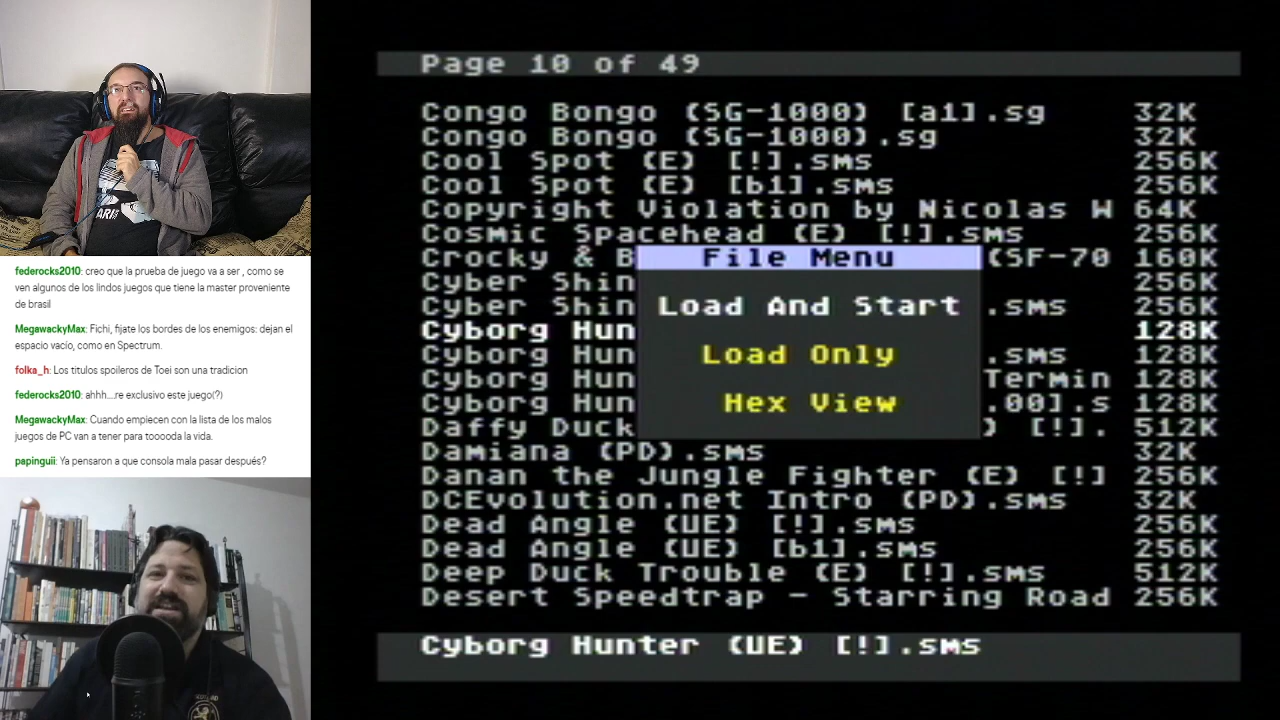 federocks2010: creo que la prueba de juego va a ser , como se
ven algunos de los lindos juegos que tiene la master proveniente
de brasil
MegawackyMax: Fichi, fijate los bordes de los enemigos: dejan el
espacio vacío, como en Spectrum.
folka_h: Los titulos spoilers de Toei son una tradicion
federocks2010: ahhh....re exclusivo este juego(?)
MegawackyMax: Cuando empiecen con la lista de los malos
juegos de PC van a tener para tooooda la vida.
papinguii: Ya pensaron a que consola mala pasar después?
Page 10 of 49
Congo Bongo (SG-1000) [a1].sg 32K
Congo Bongo (SG-1000).sg 32K
Cool Spot (E) [!].sms 256K
Cool Spot (E) [b1].sms 256K
Copyright Violation by Nicolas W 64K
Cosmic Spacehead (E) [!].sms 256K
Crocky & B (SF-70 160K
Cyber Shin 256K
Cyber Shin .sms 256K
Cyborg Hun 128K
Cyborg Hun .sms 128K
Cyborg Hun Termin 128K
Cyborg Hun .00].s 128K
Daffy Duck ) [!]. 512K
Damiana (PD).sms 32K
Danan the Jungle Fighter (E) [!] 256K
DCEvolution.net Intro (PD).sms 32K
Dead Angle (UE) [!].sms 256K
Dead Angle (UE) [b1].sms 256K
Deep Duck Trouble (E) [!].sms 512K
Desert Speedtrap - Starring Road 256K
File Menu
Load And Start
Load Only
Hex View
Cyborg Hunter (UE) [!].sms